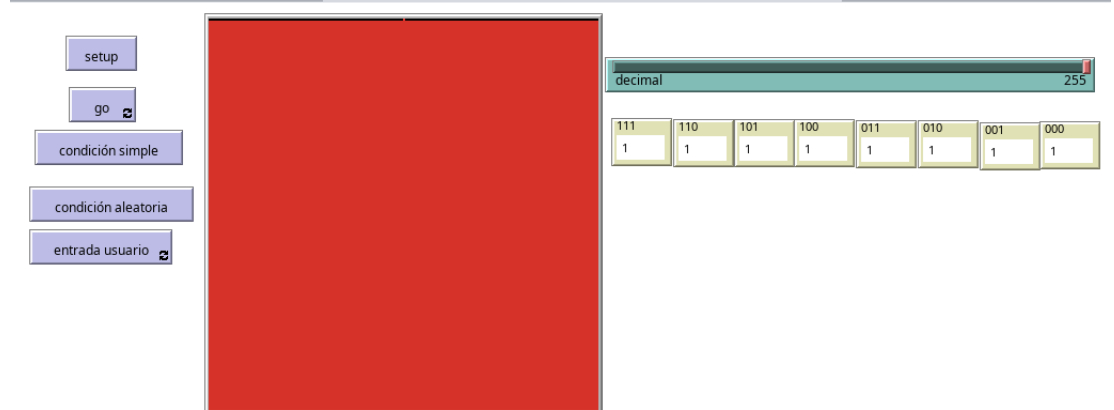 setup
go
condición simple
condición aleatoria
entrada usuario
decimal 255
111 110 101 100 011 010 001 000
1 1 1 1 1 1 1 1